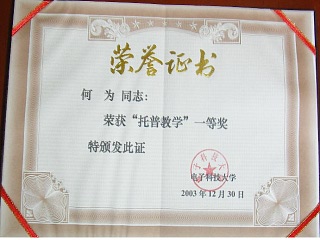 荣誉证书
何 为 同志：
荣获“托普教学”一等奖
特颁发此证
电子科技大学
2003年12月30日